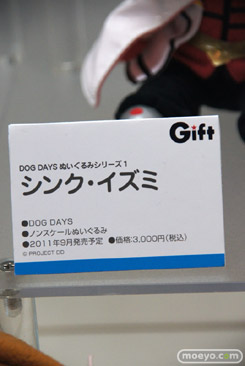 Gift
DOG DAYS ぬいぐるみシリーズ1
シンク・イズミ
●DOG DAYS
●ノンスケールぬいぐるみ
●2011年9月発売予定 ●価格:3,000円(税込)
© PROJECT DD
moeyo.com